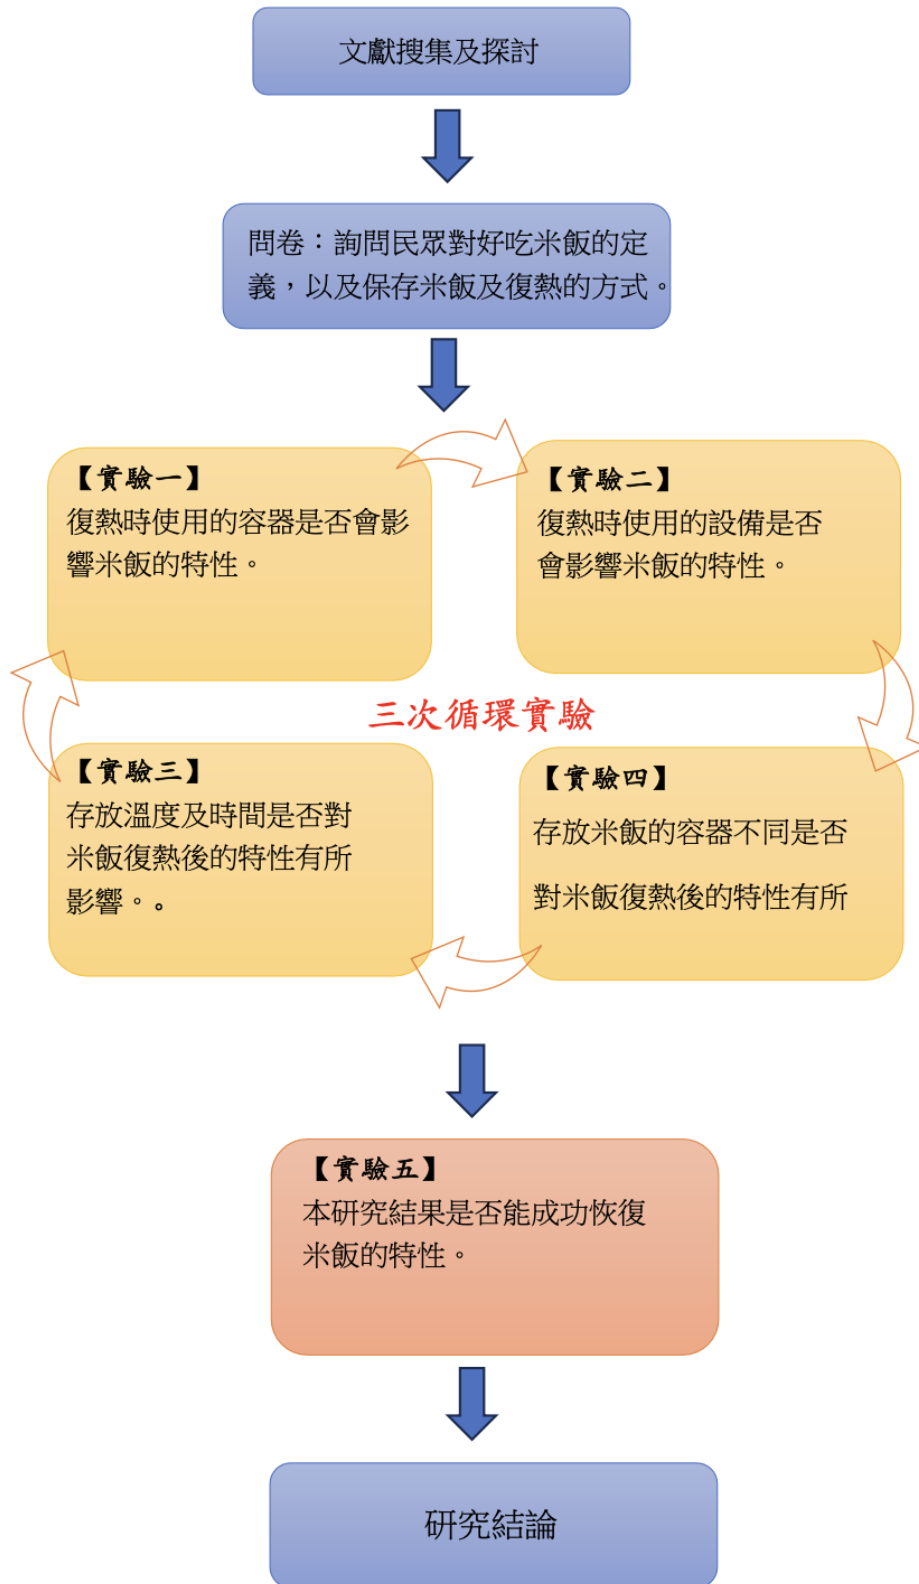 文獻搜集及探討
問卷：詢問民眾對好吃米飯的定
義，以及保存米飯及復熱的方式。
【實驗一】
復熱時使用的容器是否會影
響米飯的特性。
【實驗二】
復熱時使用的設備是否
會影響米飯的特性。
三次循環實驗
【實驗三】
存放溫度及時間是否對
米飯復熱後的特性有所
影響。。
【實驗四】
存放米飯的容器不同是否
對米飯復熱後的特性有所
【實驗五】
本研究結果是否能成功恢復
米飯的特性。
研究結論